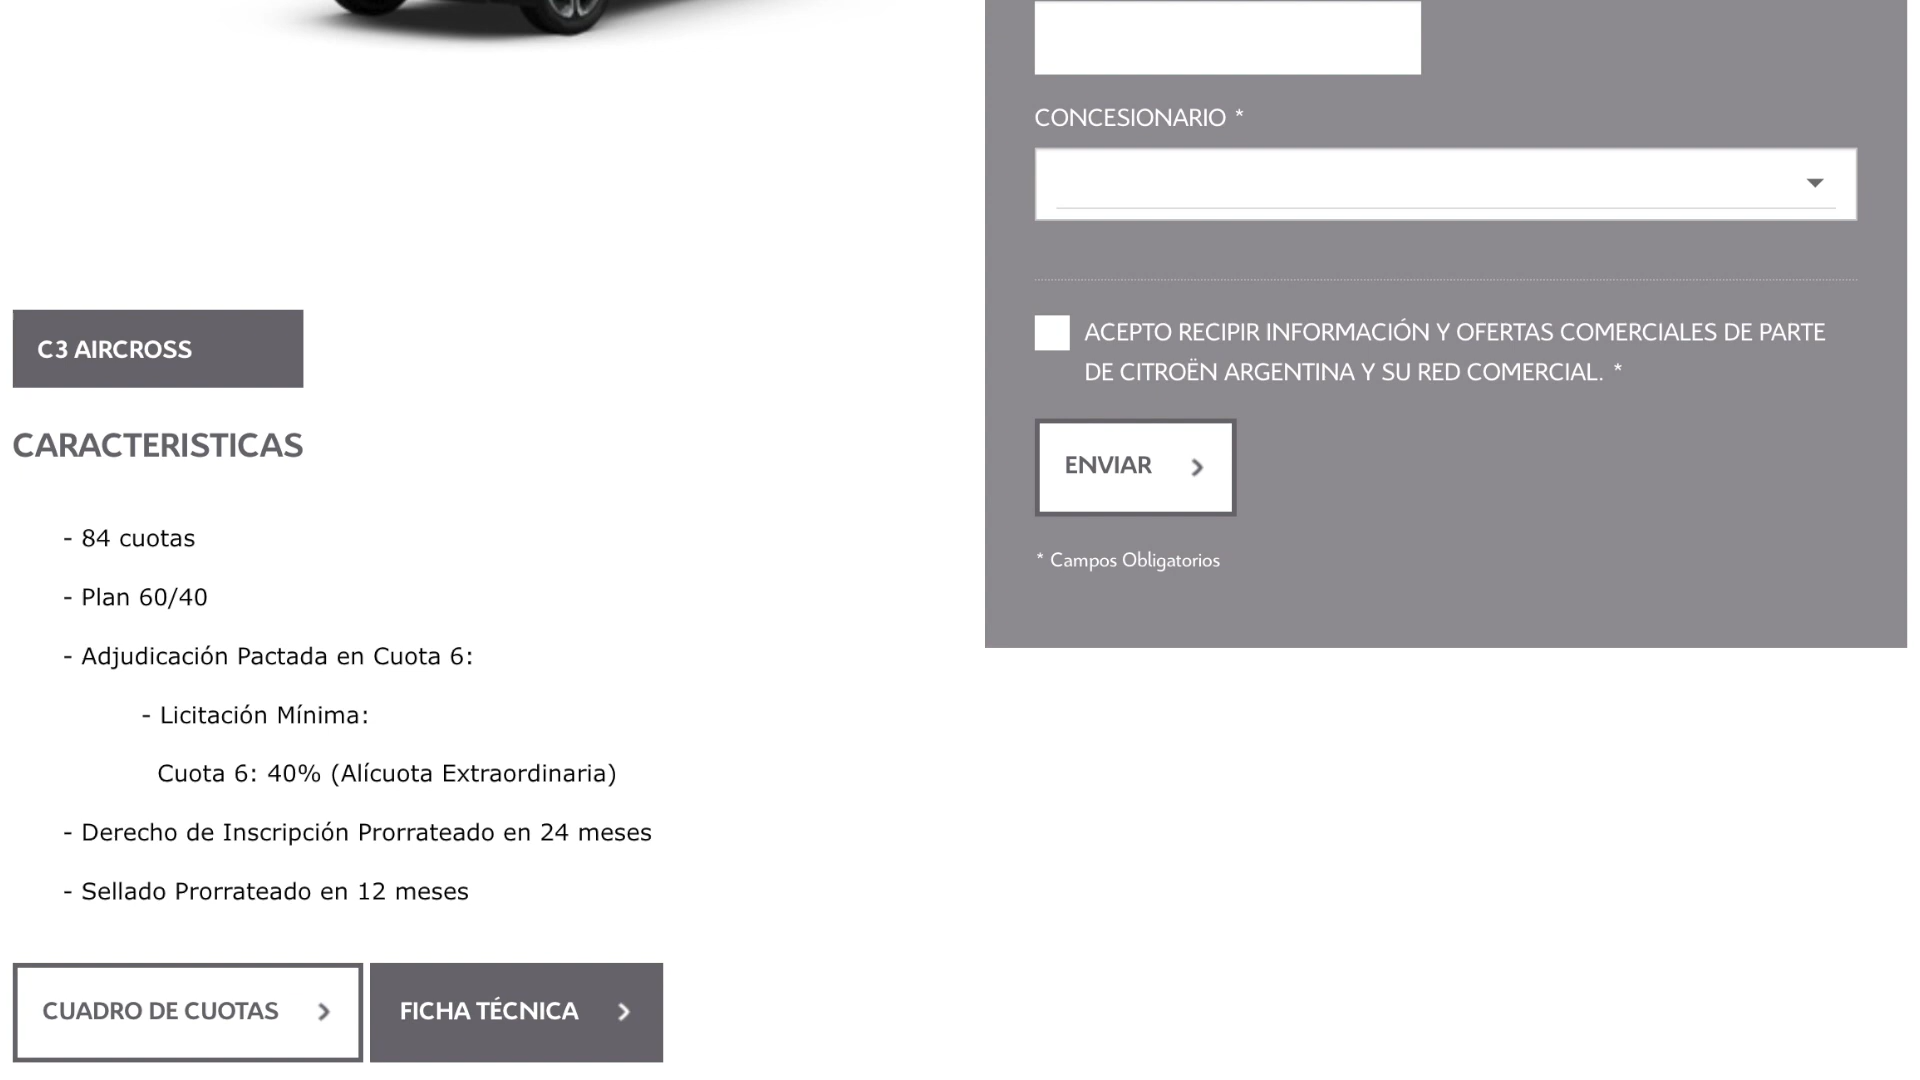 CONCESIONARIO *
ACEPTO RECIPIR INFORMACIÓN Y OFERTAS COMERCIALES DE PARTE
DE CITROËN ARGENTINA Y SU RED COMERCIAL. *
ENVIAR
* Campos Obligatorios
C3 AIRCROSS
CARACTERISTICAS
- 84 cuotas
- Plan 60/40
- Adjudicación Pactada en Cuota 6:
- Licitación Mínima:
Cuota 6: 40% (Alícuota Extraordinaria)
- Derecho de Inscripción Prorrateado en 24 meses
- Sellado Prorrateado en 12 meses
CUADRO DE CUOTAS
FICHA TÉCNICA